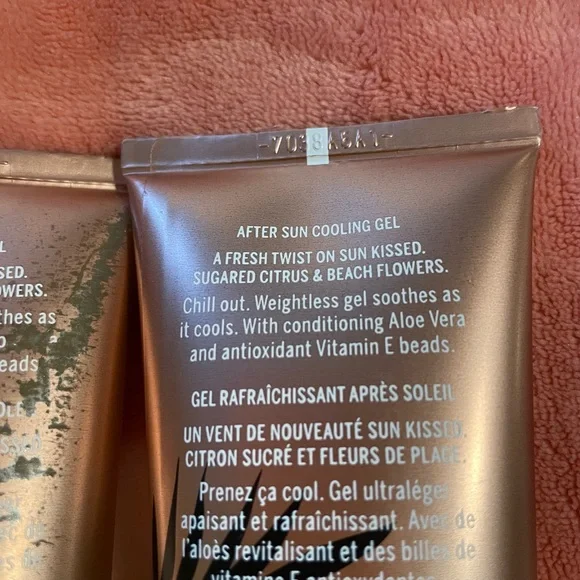 AFTER SUN COOLING GEL
A FRESH TWIST ON SUN KISSED.
SUGARED CITRUS & BEACH FLOWERS.
Chill out. Weightless gel soothes as
it cools. With conditioning Aloe Vera
and antioxidant Vitamin E beads.
GEL RAFRAÎCHISSANT APRÈS SOLEIL
UN VENT DE NOUVEAUTÉ SUN KISSED.
CITRON SUCRÉ ET FLEURS DE PLAGE.
Prenez ça cool. Gel ultraléger
apaisant et rafraîchissant. Avec de
l'aloès revitalisant et des billes de
vitamine E antioxydante.